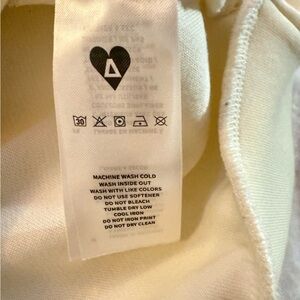 30
MACHINE WASH COLD
WASH INSIDE OUT
WASH WITH LIKE COLORS
DO NOT USE SOFTENER
DO NOT BLEACH
TUMBLE DRY LOW
COOL IRON
DO NOT IRON PRINT
DO NOT DRY CLEAN